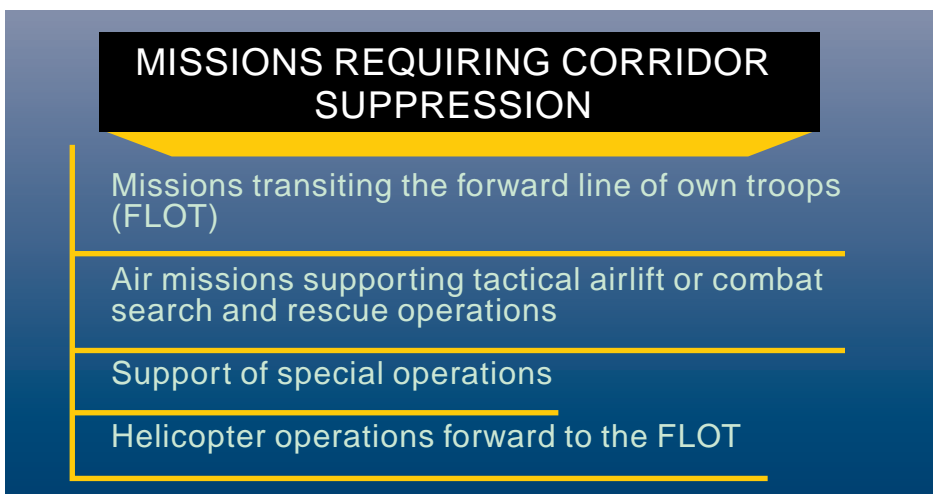 MISSIONS REQUIRING CORRIDOR
SUPPRESSION
Missions transiting the forward line of own troops
(FLOT)
Air missions supporting tactical airlift or combat
search and rescue operations
Support of special operations
Helicopter operations forward to the FLOT